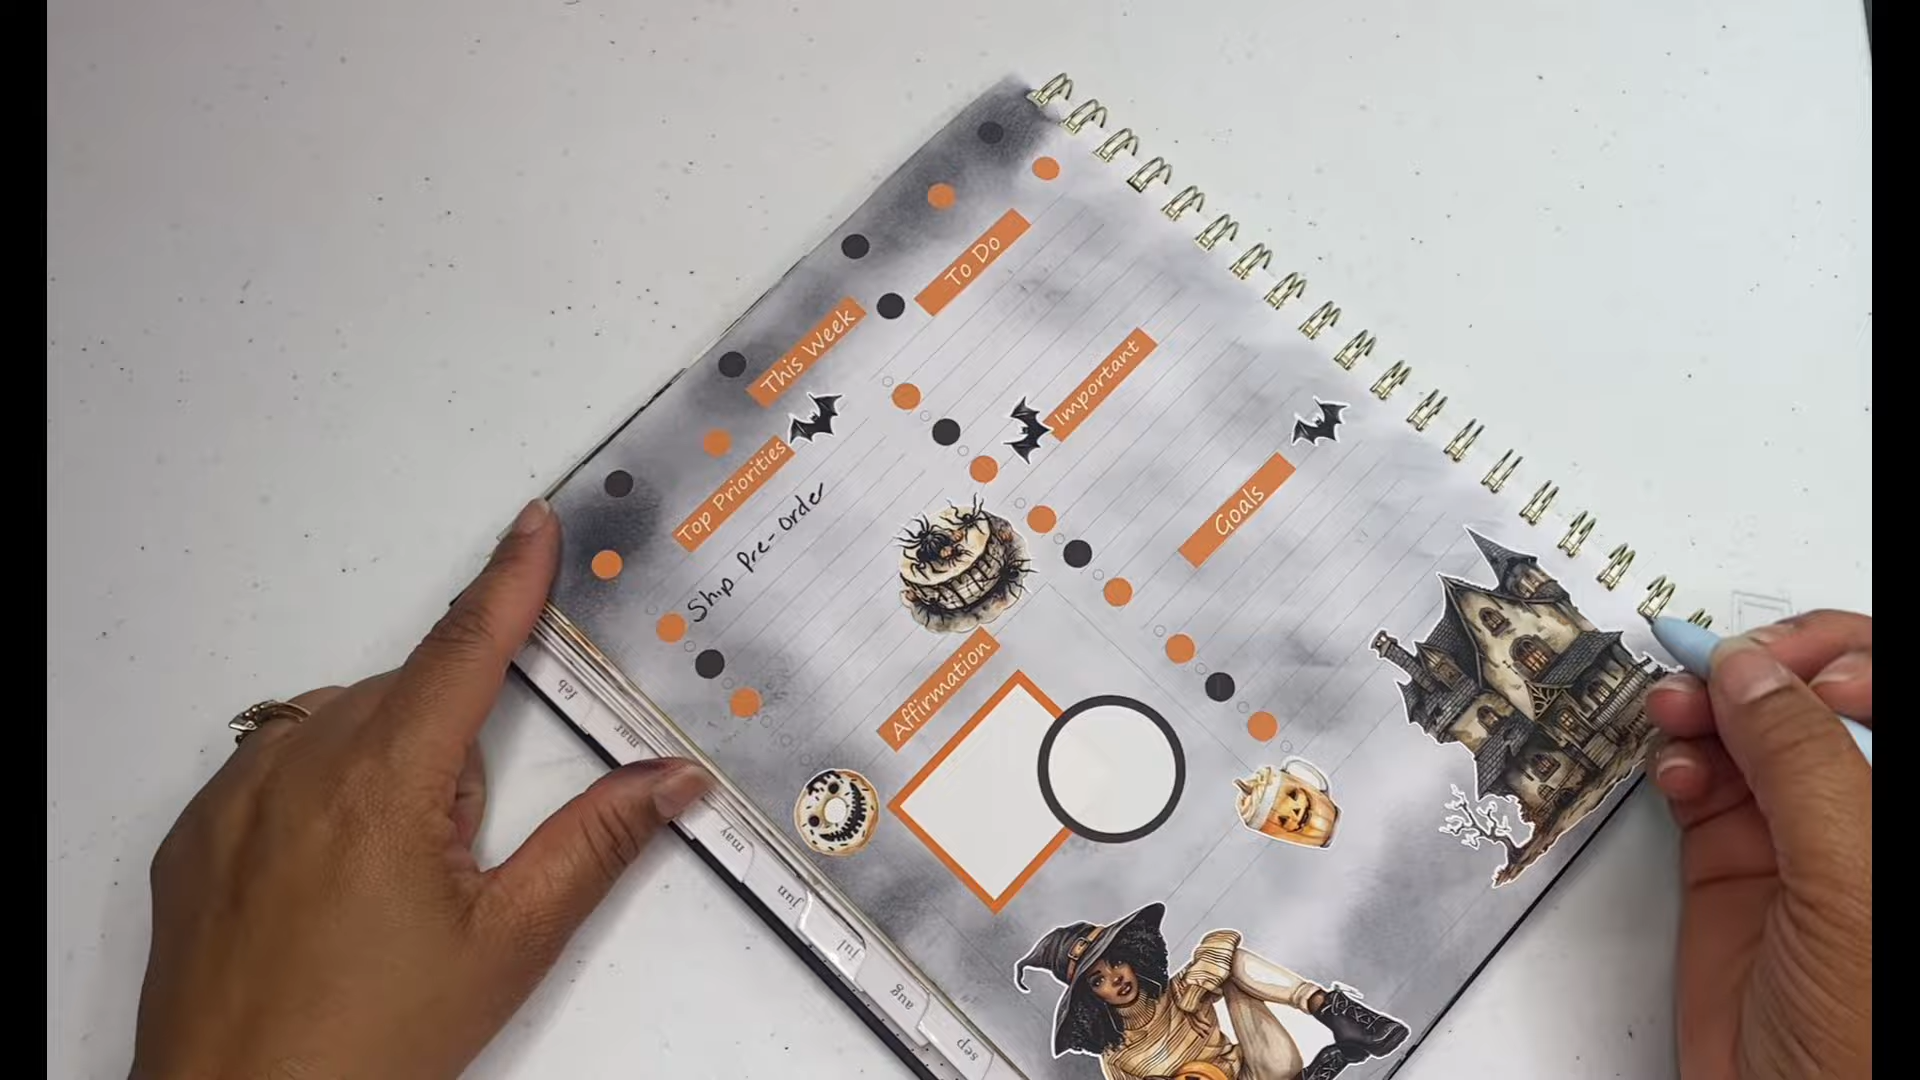 This Week
To Do
Top Priorities
Ship pre-order
Important
Goals
Affirmation
feb
mar
may
jun
jul
aug
sep